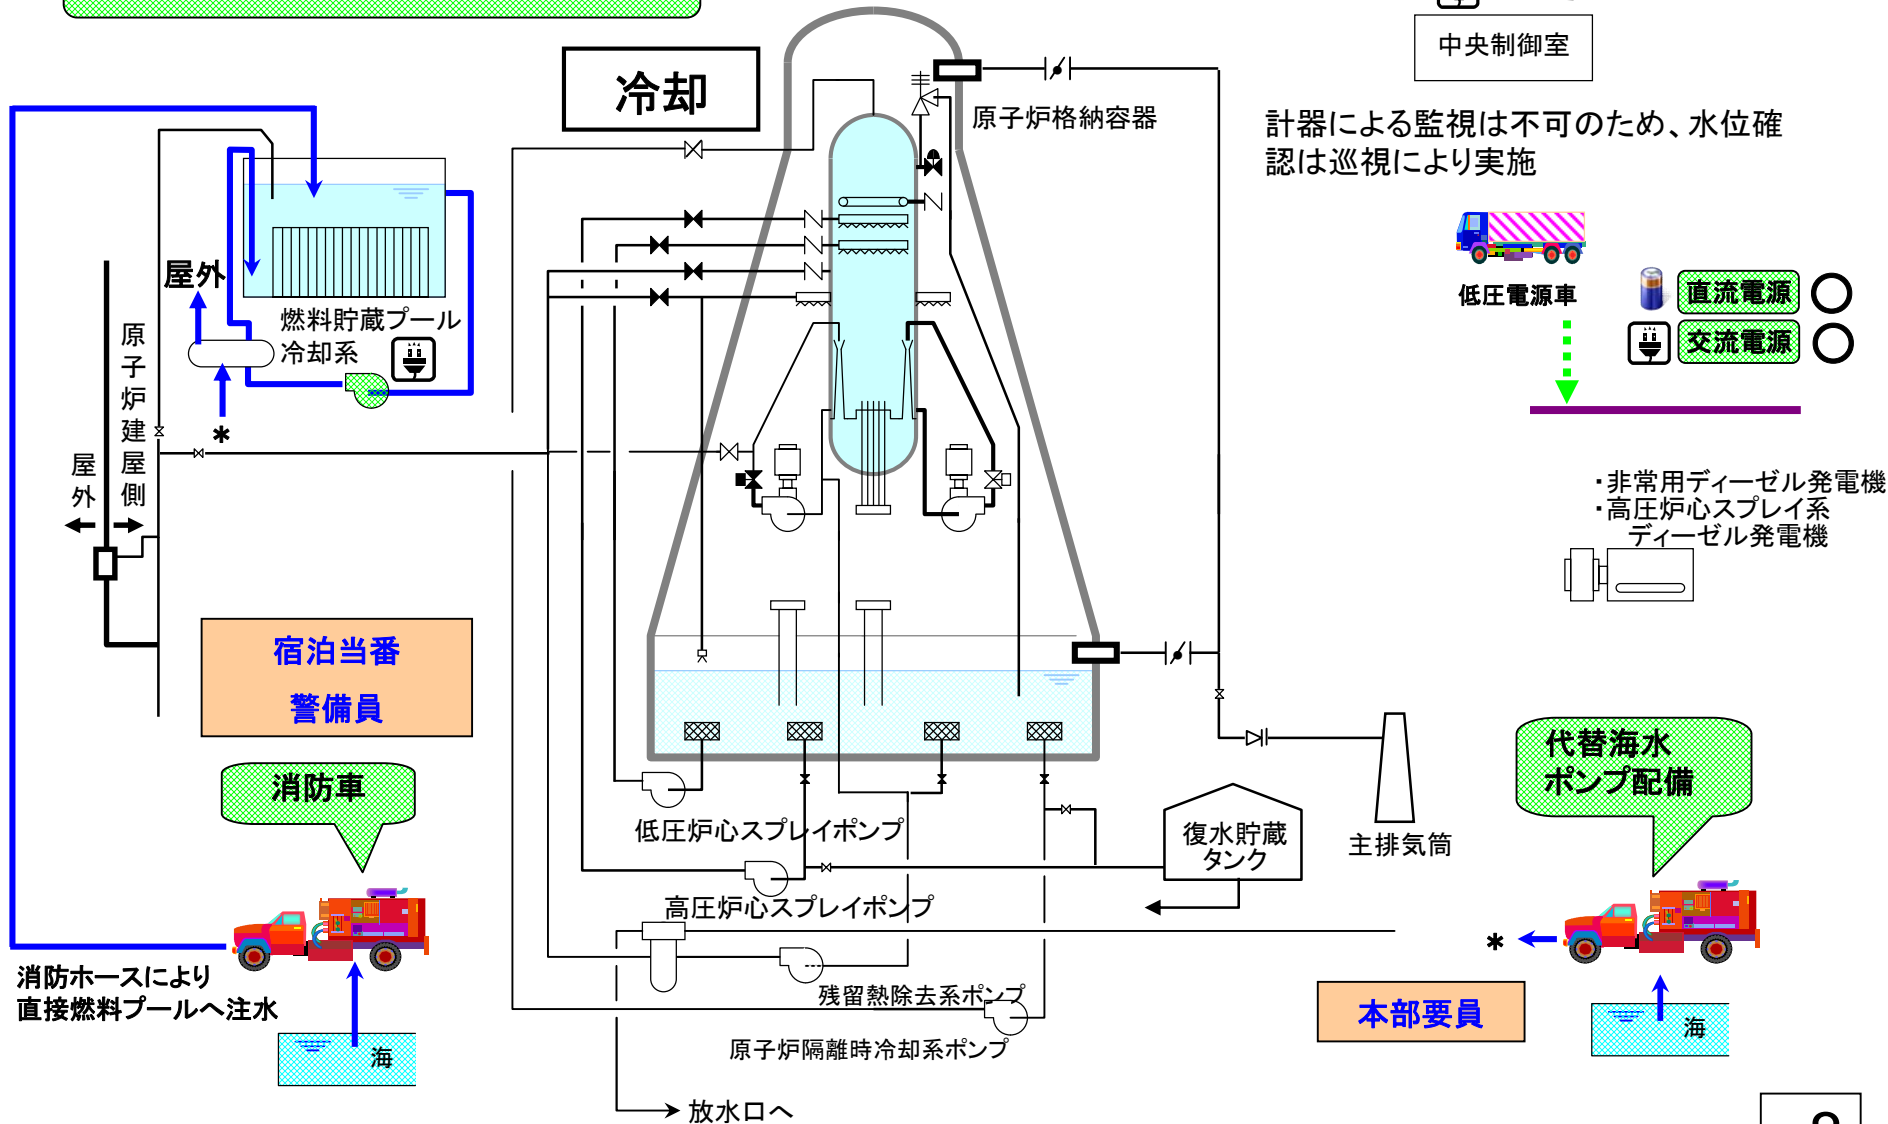 中央制御室
冷却
原子炉格納容器
計器による監視は不可のため、水位確
認は巡視により実施
屋外
燃料貯蔵プール
冷却系
*
原子炉建屋側
屋外
低圧電源車
直流電源
交流電源
・非常用ディーゼル発電機
・高圧炉心スプレイ系
ディーゼル発電機
宿泊当番
警備員
消防車
消防ホースにより
直接燃料プールへ注水
海
低圧炉心スプレイポンプ
高圧炉心スプレイポンプ
残留熱除去系ポンプ
原子炉隔離時冷却系ポンプ
放水口へ
復水貯蔵
タンク
主排気筒
代替海水
ポンプ配備
*
本部要員
海